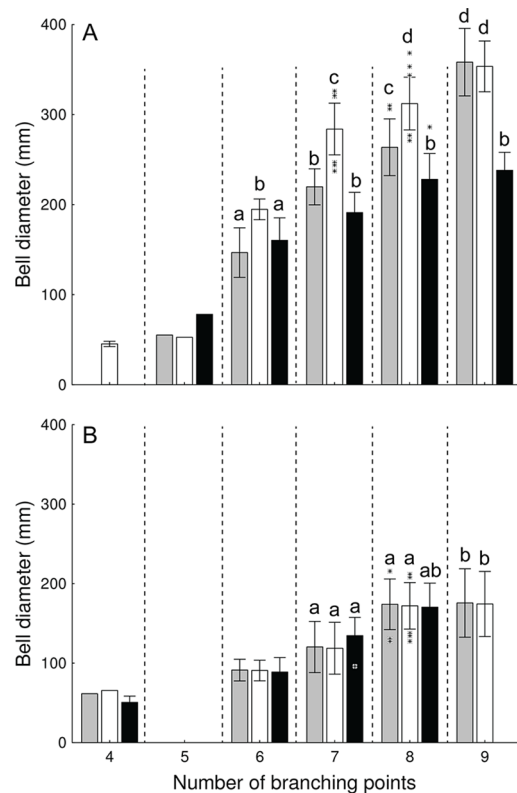 A
Bell diameter (mm)
400
300
200
100
0
a
b
a
b
c
**
***
b
c
**
d
* * *
**
*
b
d
d
b
B
Bell diameter (mm)
400
300
200
100
0
a
a
a
a
*
a
**
***
ab
b
b
4
5
6
7
8
9
Number of branching points